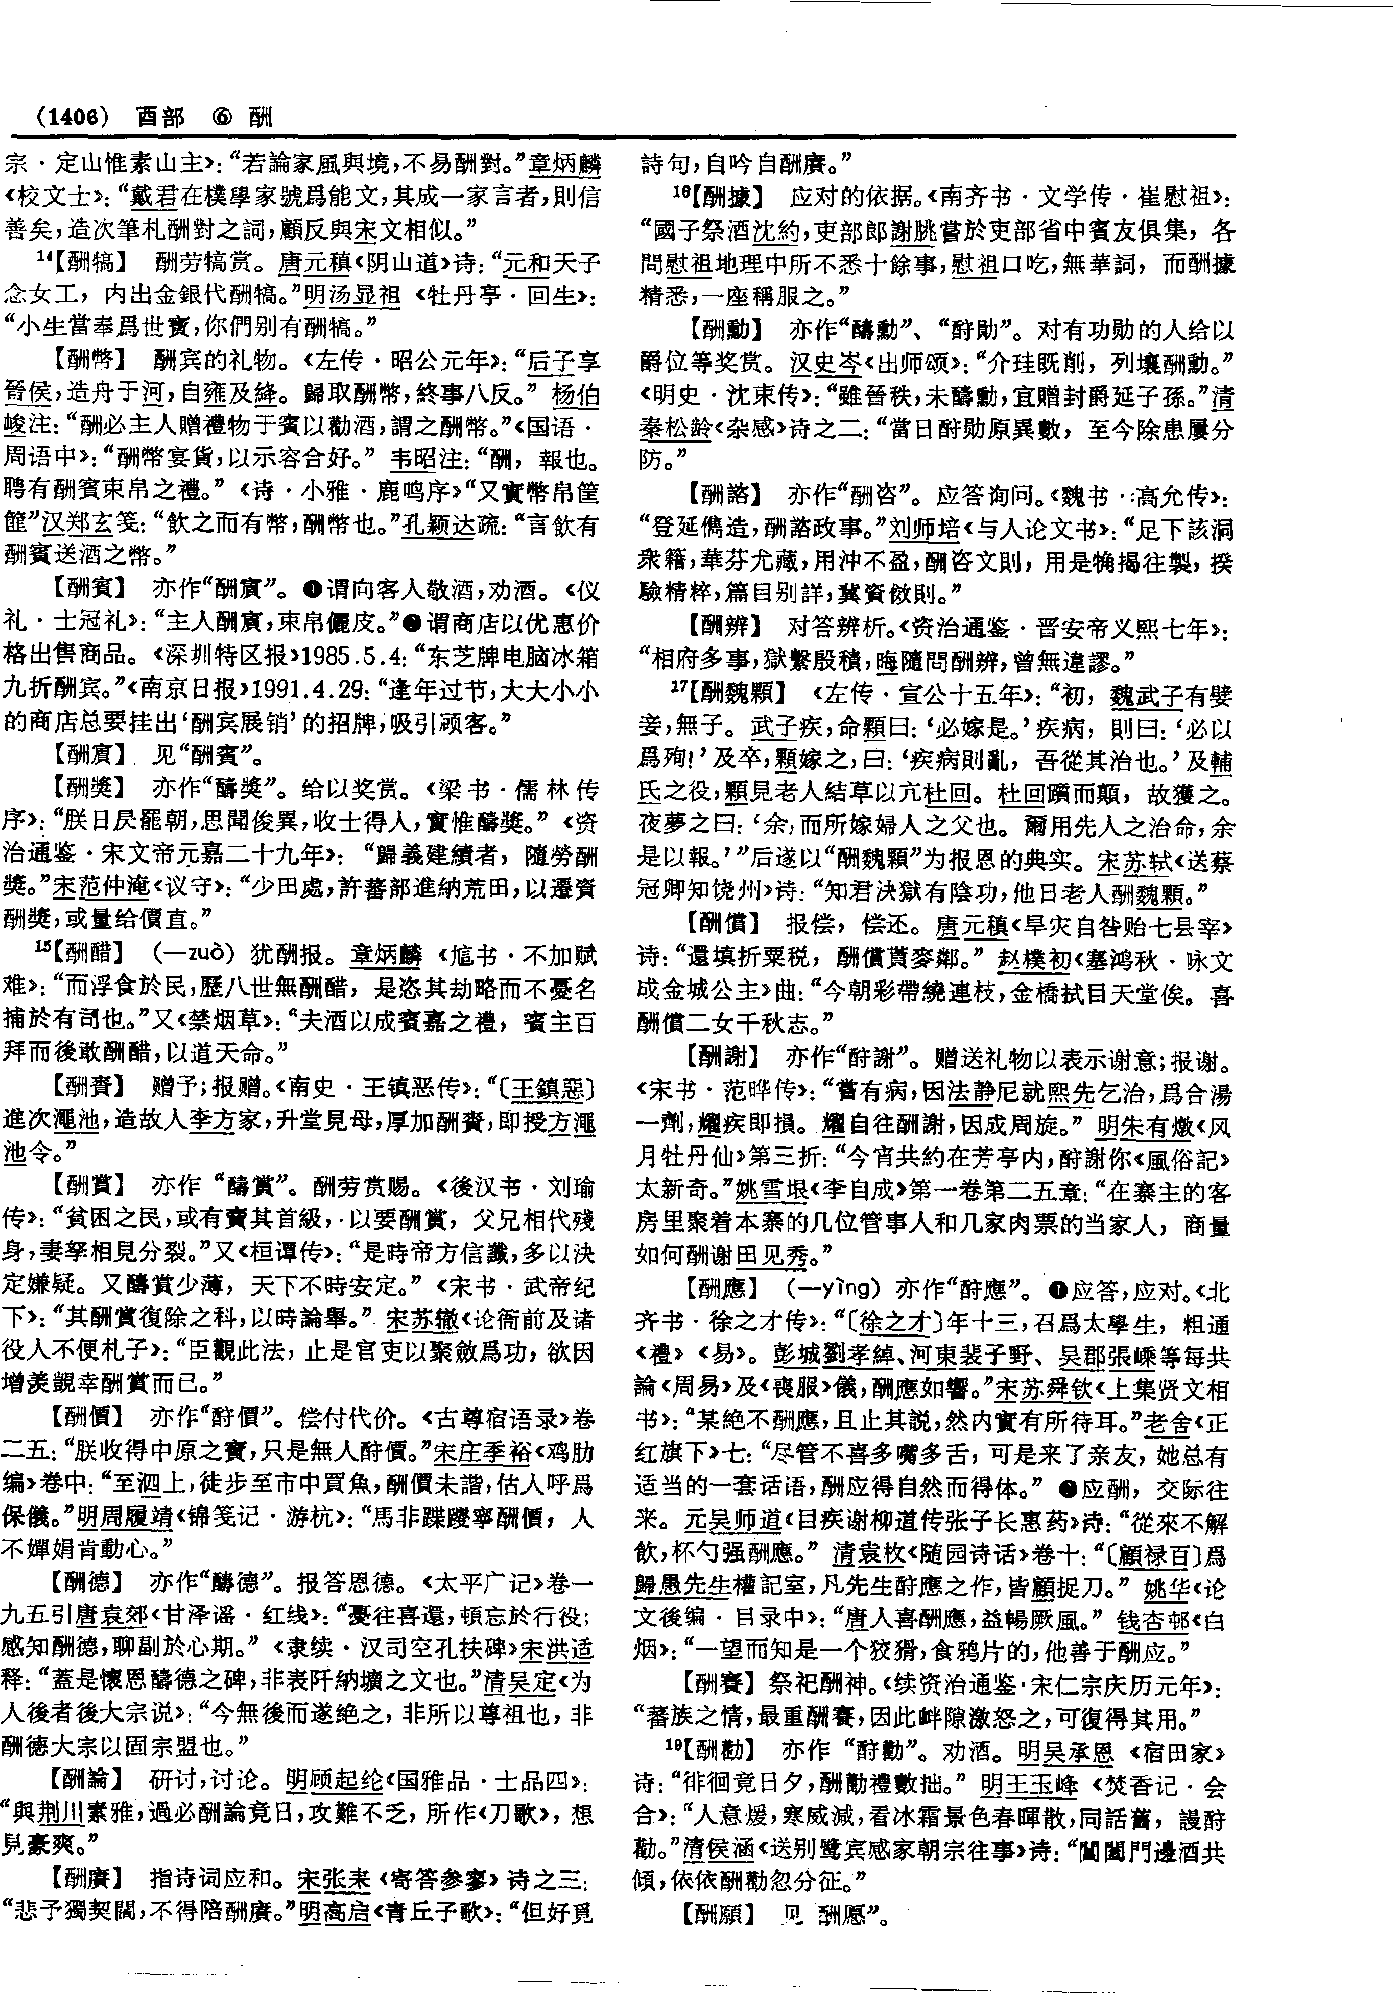 (1406) 酉部 ⑥ 酬
宗·定山惟素山主》：“若論家風與境，不易酬對。”章炳麟
《校文士》：“戴君在樸學家號爲能文，其成一家言者，則信
善矣，造次筆札酬對之詞，顧反與宋文相似。”
14【酬犒】 酬劳犒赏。唐元稹《阴山道》诗：“元和天子
念女工，内出金銀代酬犒。”明汤显祖《牡丹亭·回生》：
“小生當奉爲世寳，你們别有酬犒。”
【酬幣】 酬宾的礼物。《左传·昭公元年》：“后子享
晉侯，造舟于河，自雍及絳。歸取酬幣，終事八反。”杨伯
峻注：“酬必主人贈禮物于賓以勸酒，謂之酬幣。”《国语·
周语中》：“酬幣宴貨，以示容合好。”韦昭注：“酬，報也。
聘有酬賓束帛之禮。”《诗·小雅·鹿鸣序》“又實幣帛筐
篚”汉郑玄笺：“飲之而有幣，酬幣也。”孔颖达疏：“言飲有
酬賓送酒之幣。”
【酬賓】 亦作“酬賔”。❶谓向客人敬酒，劝酒。《仪
礼·士冠礼》：“主人酬賔，束帛儷皮。”❷谓商店以优惠价
格出售商品。《深圳特区报》1985.5.4：“东芝牌电脑冰箱
九折酬宾。”《南京日报》1991.4.29：“逢年过节，大大小小
的商店总要挂出‘酬宾展销’的招牌，吸引顾客。”
【酬賔】 见“酬賓”。
【酬奬】 亦作“醻奬”。给以奖赏。《梁书·儒林传
序》：“朕日昃罷朝，思聞俊異，收士得人，實惟醻奬。”《资
治通鉴·宋文帝元嘉二十九年》：“歸義建績者，隨勞酬
奬。”宋范仲淹《议守》：“少田處，許蕃部進納荒田，以遷資
酬奬，或量给價直。”
15【酬醋】 （—zuò）犹酬报。章炳麟《訄书·不加赋
难》：“而浮食於民，歷八世無酬醋，是恣其劫略而不憂名
捕於有司也。”又《禁烟草》：“夫酒以成賓嘉之禮，賓主百
拜而後敢酬醋，以道天命。”
【酬賚】 赠予；报赠。《南史·王镇恶传》：“〔王鎮惡〕
進次澠池，造故人李方家，升堂見母，厚加酬賚，即授方澠
池令。”
【酬賞】 亦作“醻賞”。酬劳赏赐。《後汉书·刘瑜
传》：“貧困之民，或有賣其首級，以要酬賞，父兄相代殘
身，妻孥相見分裂。”又《桓谭传》：“是時帝方信讖，多以決
定嫌疑。又醻賞少薄，天下不時安定。”《宋书·武帝纪
下》：“其酬賞復除之科，以時論舉。”宋苏辙《论衙前及诸
役人不便札子》：“臣觀此法，止是官吏以聚斂爲功，欲因
增羡覬幸酬賞而已。”
【酬價】 亦作“酧價”。偿付代价。《古尊宿语录》卷
二五：“朕收得中原之寶，只是無人酧價。”宋庄季裕《鸡肋
编》卷中：“至泗上，徒步至市中買魚，酬價未諧，估人呼爲
保儀。”明周履靖《锦笺记·游杭》：“馬非蹀躞寧酬價，人
不嬋娟肯動心。”
【酬德】 亦作“醻德”。报答恩德。《太平广记》卷一
九五引唐袁郊《甘泽谣·红线》：“憂往喜還，頓忘於行役；
感知酬德，聊副於心期。”《隶续·汉司空孔扶碑》宋洪适
释：“蓋是懷恩醻德之碑，非表阡纳壙之文也。”清吴定《为
人後者後大宗说》：“今無後而遂绝之，非所以尊祖也，非
酬德大宗以固宗盟也。”
【酬論】 研讨，讨论。明顾起纶《国雅品·士品四》：
“與荆川素雅，過必酬論竟日，攻難不乏，所作《刀歌》，想
見豪爽。”
【酬賡】 指诗词应和。宋张耒《寄答参寥》诗之三：
“悲予獨契闊，不得陪酬賡。”明高启《青丘子歌》：“但好覓
詩句，自吟自酬賡。”
16【酬據】 应对的依据。《南齐书·文学传·崔慰祖》：
“國子祭酒沈約，吏部郎謝朓嘗於吏部省中賓友俱集，各
問慰祖地理中所不悉十餘事，慰祖口吃，無華詞，而酬據
精悉，一座稱服之。”
【酬勳】 亦作“醻勳”、“酧勛”。对有功勋的人给以
爵位等奖赏。汉史岑《出师颂》：“介珪既削，列壤酬勳。”
《明史·沈束传》：“雖晉秩，未醻勳，宜贈封爵延子孫。”清
秦松龄《杂感》诗之二：“當日酧勛原異數，至今除患屢分
防。”
【酬諮】 亦作“酬咨”。应答询问。《魏书·高允传》：
“登延儁造，酬諮政事。”刘师培《与人论文书》：“足下該洞
衆籍，華芬尤藏，用沖不盈，酬咨文則，用是觕揭往製，揆
驗精粹，篇目别詳，冀資倣則。”
【酬辨】 对答辨析。《资治通鉴·晋安帝义熙七年》：
“相府多事，獄繫殷積，晦隨問酬辨，曾無違謬。”
17【酬魏顆】 《左传·宣公十五年》：“初，魏武子有嬖
妾，無子。武子疾，命顆曰：‘必嫁是。’疾病，則曰：‘必以
爲殉！’及卒，顆嫁之，曰：‘疾病則亂，吾從其治也。’及輔
氏之役，顆見老人結草以亢杜回。杜回躓而顛，故獲之。
夜夢之曰：‘余，而所嫁婦人之父也。爾用先人之治命，余
是以報。’”后遂以“酬魏顆”为报恩的典实。宋苏轼《送蔡
冠卿知饶州》诗：“知君決獄有陰功，他日老人酬魏顆。”
【酬償】 报偿，偿还。唐元稹《旱灾自咎贻七县宰》
诗：“還填折粟税，酬償貰麥鄰。”赵樸初《塞鸿秋·咏文
成金城公主》曲：“今朝彩帶繞連枝，金橋拭目天堂俟。喜
酬償二女千秋志。”
【酬謝】 亦作“酧謝”。赠送礼物以表示谢意；报谢。
《宋书·范晔传》：“嘗有病，因法静尼就熙先乞治，爲合湯
一劑，耀疾即損。耀自往酬謝，因成周旋。”明朱有燉《风
月牡丹仙》第三折：“今宵共約在芳亭内，酧謝你《風俗記》
太新奇。”姚雪垠《李自成》第一卷第二五章：“在寨主的客
房里聚着本寨的几位管事人和几家肉票的当家人，商量
如何酬谢田见秀。”
【酬應】 （—yìng）亦作“酧應”。❶应答，应对。《北
齐书·徐之才传》：“〔徐之才〕年十三，召爲太學生，粗通
《禮》《易》。彭城劉孝綽、河東裴子野、吴郡張嵊等每共
論《周易》及《喪服》儀，酬應如響。”宋苏舜钦《上集贤文相
书》：“某絶不酬應，且止其説，然内實有所待耳。”老舍《正
红旗下》七：“尽管不喜多嘴多舌，可是来了亲友，她总有
适当的一套话语，酬应得自然而得体。”❷应酬，交际往
来。元吴师道《目疾谢柳道传张子长惠药》诗：“從來不解
飲，杯勺强酬應。”清袁枚《随园诗话》卷十：“〔顧禄百〕爲
歸愚先生權記室，凡先生酧應之作，皆顧捉刀。”姚华《论
文後编·目录中》：“唐人喜酬應，益暢厥風。”钱杏邨《白
烟》：“一望而知是一个狡猾，食鸦片的，他善于酬应。”
【酬賽】 祭祀酬神。《续资治通鉴·宋仁宗庆历元年》：
“蕃族之情，最重酬賽，因此衅隙激怒之，可復得其用。”
19【酬勸】 亦作“酧勸”。劝酒。明吴承恩《宿田家》
诗：“徘徊竟日夕，酬勸禮數拙。”明王玉峰《焚香记·会
合》：“人意煖，寒威減，看冰霜景色春暉散，同話舊，謾酧
勸。”清侯涵《送别鹭宾感家朝宗往事》诗：“閶闔門邊酒共
傾，依依酬勸忽分征。”
【酬願】 见 酬愿”。